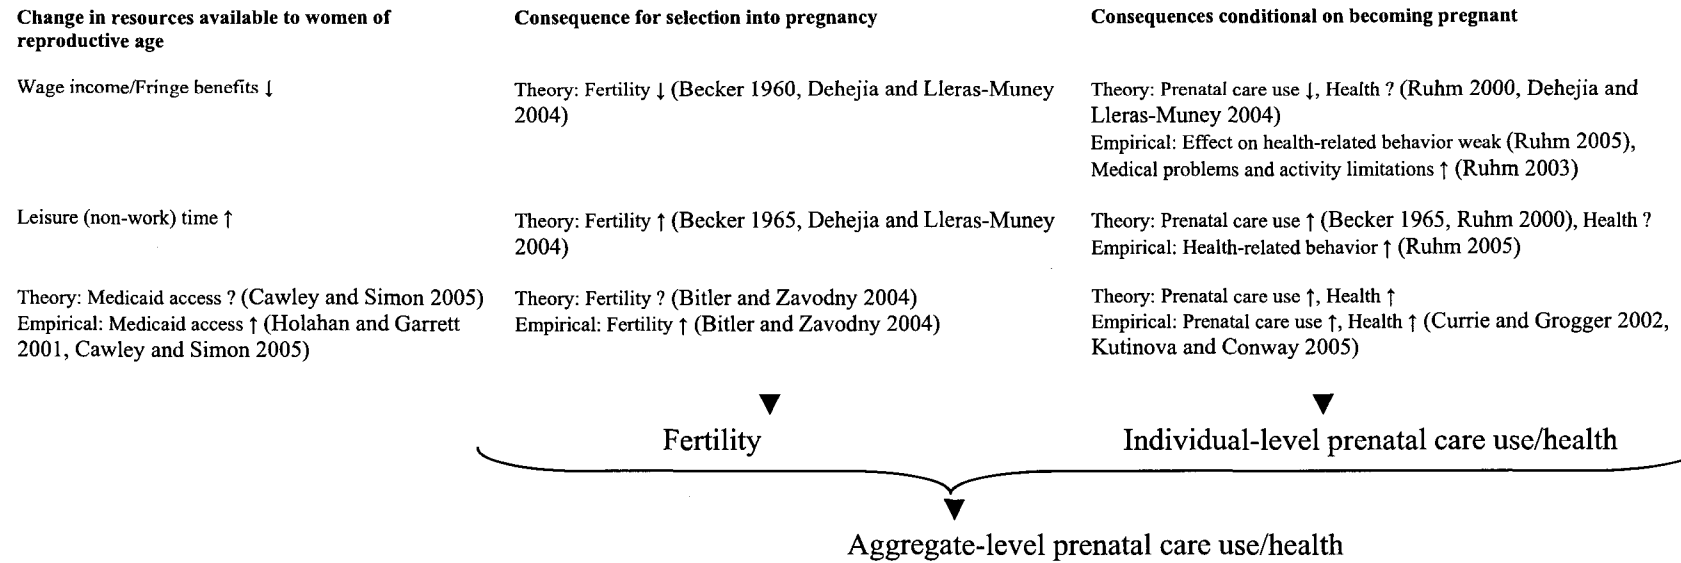 Change in resources available to women of
reproductive age
Consequence for selection into pregnancy
Consequences conditional on becoming pregnant
Wage income/Fringe benefits ↓
Theory: Fertility ↓ (Becker 1960, Dehejia and Lleras-Muney
2004)
Theory: Prenatal care use ↓, Health ? (Ruhm 2000, Dehejia and
Lleras-Muney 2004)
Empirical: Effect on health-related behavior weak (Ruhm 2005),
Medical problems and activity limitations ↑ (Ruhm 2003)
Leisure (non-work) time ↑
Theory: Fertility ↑ (Becker 1965, Dehejia and Lleras-Muney
2004)
Theory: Prenatal care use ↑ (Becker 1965, Ruhm 2000), Health ?
Empirical: Health-related behavior ↑ (Ruhm 2005)
Theory: Medicaid access ? (Cawley and Simon 2005)
Empirical: Medicaid access ↑ (Holahan and Garrett
2001, Cawley and Simon 2005)
Theory: Fertility ? (Bitler and Zavodny 2004)
Empirical: Fertility ↑ (Bitler and Zavodny 2004)
Theory: Prenatal care use ↑, Health ↑
Empirical: Prenatal care use ↑, Health ↑ (Currie and Grogger 2002,
Kutinova and Conway 2005)
Fertility
Individual-level prenatal care use/health
Aggregate-level prenatal care use/health